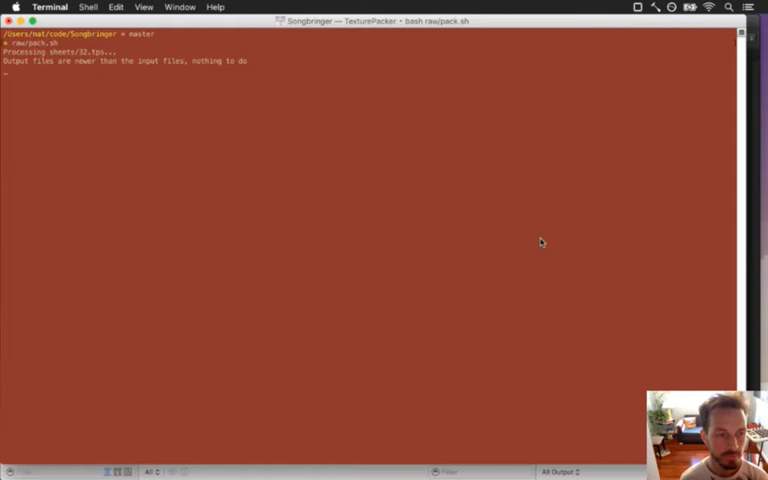 Terminal Shell Edit View Window Help
Songbringer — TexturePacker • bash raw/pack.sh
/Users/nat/code/Songbringer × master
raw/pack.sh
Processing sheets/32.tps...
Output files are newer than the input files, nothing to do
~
All
Filter
All Output